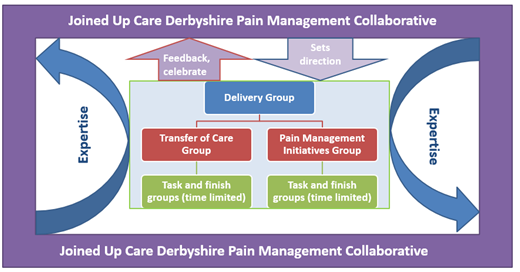 Joined Up Care Derbyshire Pain Management Collaborative
Feedback,
celebrate
Sets
direction
Delivery Group
Expertise
Transfer of Care
Group
Pain Management
Initiatives Group
Expertise
Task and finish
groups (time limited)
Task and finish
groups (time limited)
Joined Up Care Derbyshire Pain Management Collaborative